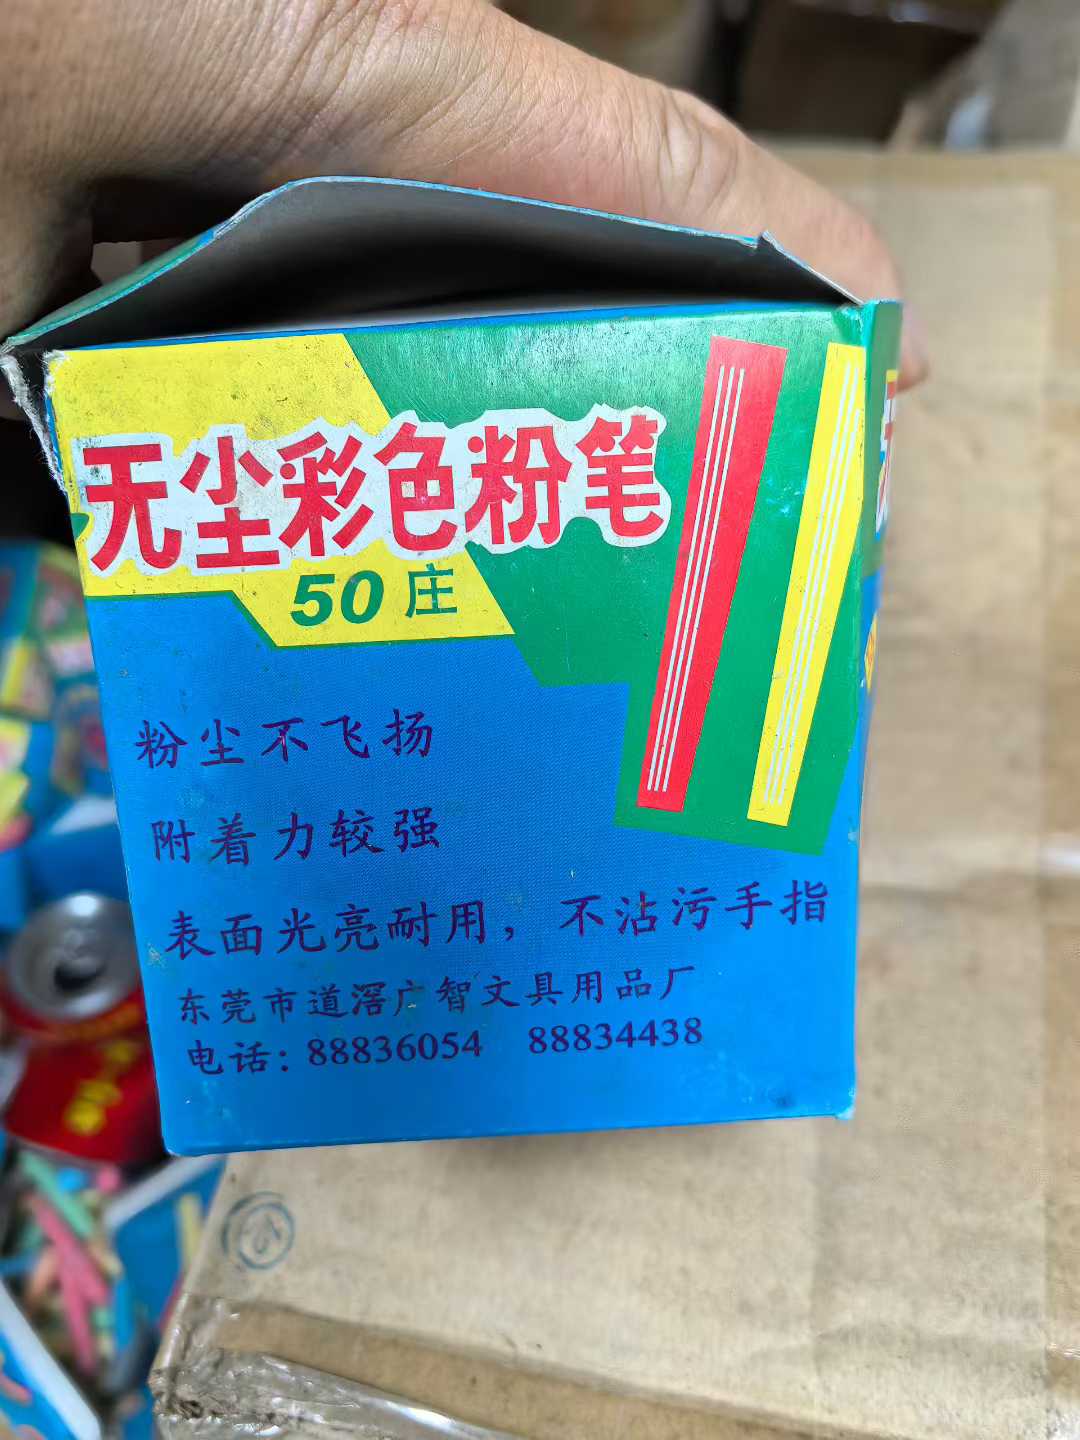 无尘彩色粉笔
50 庄
粉尘不飞扬
附着力较强
表面光亮耐用，不沾污手指
东莞市道滘广智文具用品厂
电话：88836054 88834438